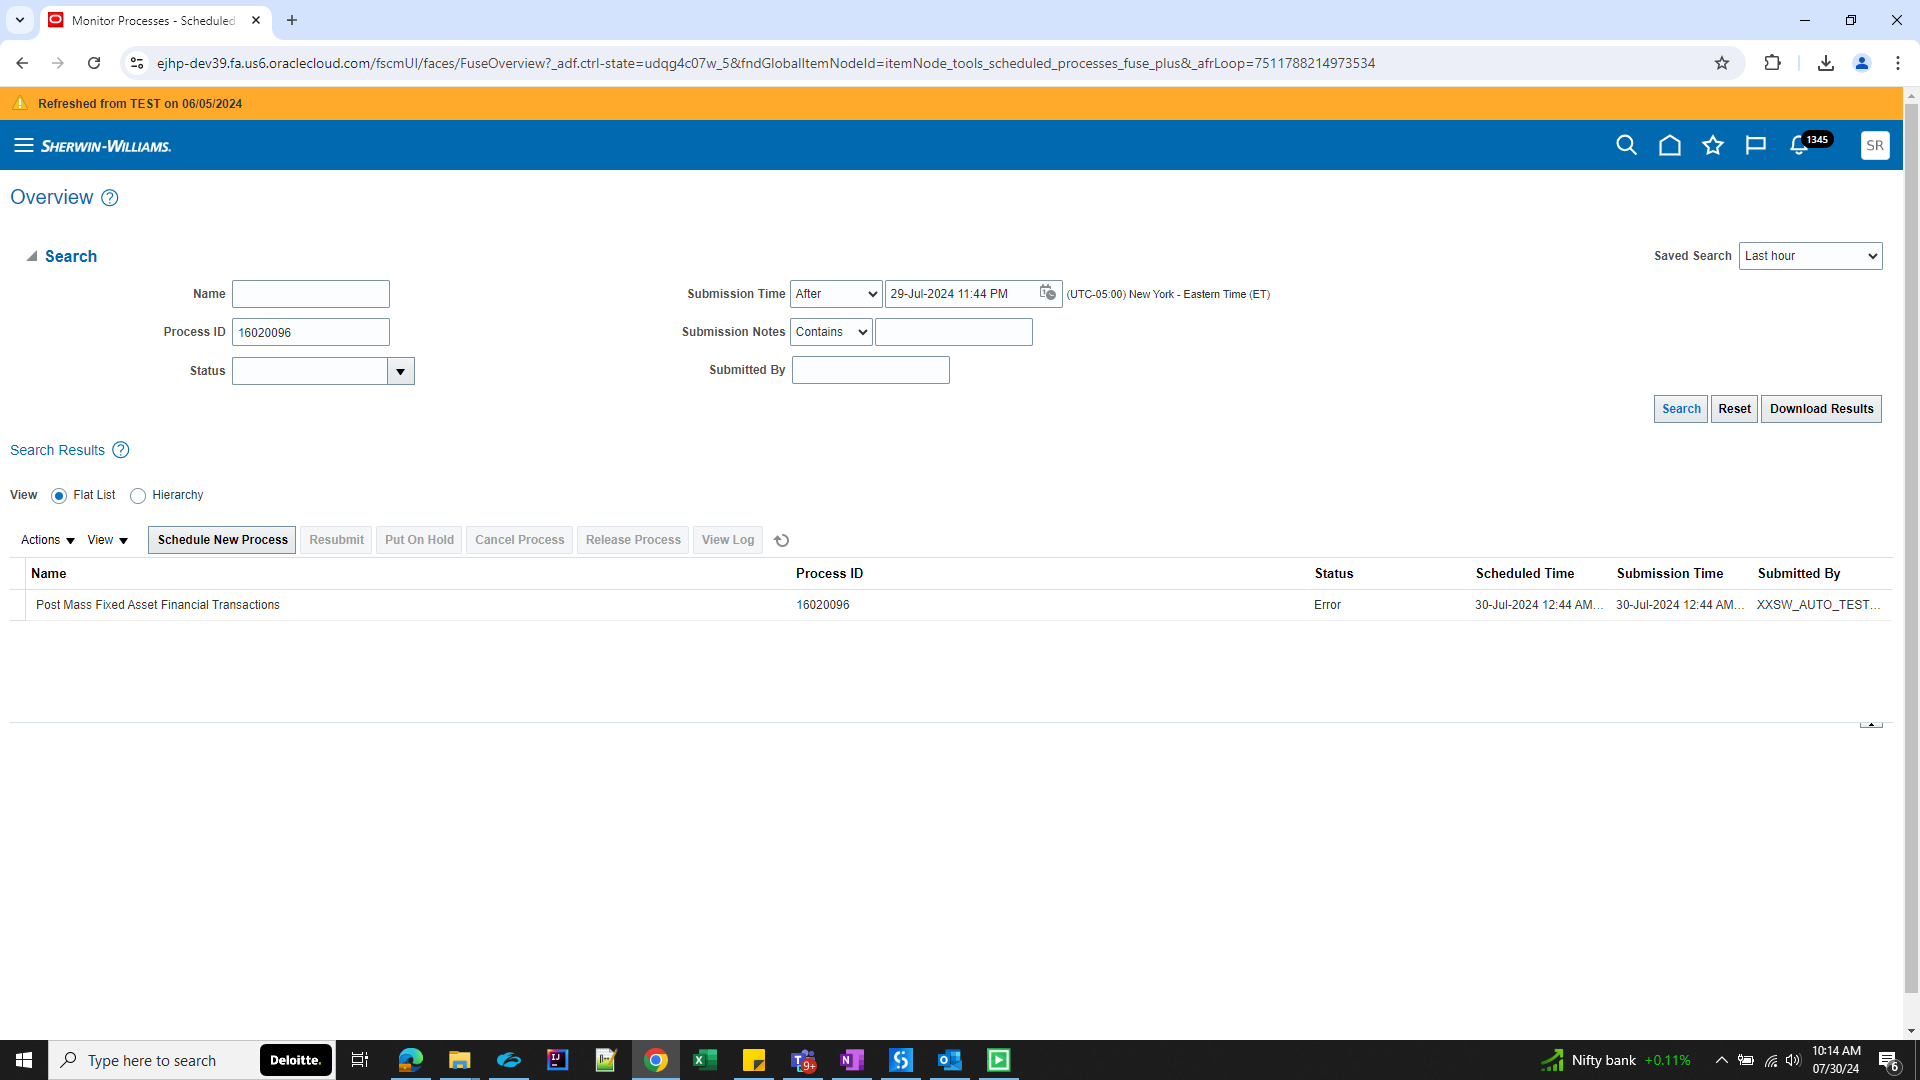 Monitor Processes - Scheduled
ejhp-dev39.fa.us6.oraclecloud.com/fscmUI/faces/FuseOverview?_adf.ctrl-state=udqg4c07w_5&fndGlobalItemNodeId=itemNode_tools_scheduled_processes_fuse_plus&_afrLoop=7511788214973534
Refreshed from TEST on 06/05/2024
SHERWIN-WILLIAMS.
1345
SR
Overview
Search
Saved Search Last hour
Name
Submission Time After 29-Jul-2024 11:44 PM (UTC-05:00) New York - Eastern Time (ET)
Process ID 16020096
Submission Notes Contains
Status
Submitted By
Search Reset Download Results
Search Results
View Flat List Hierarchy
Actions View Schedule New Process Resubmit Put On Hold Cancel Process Release Process View Log
Name Process ID Status Scheduled Time Submission Time Submitted By
Post Mass Fixed Asset Financial Transactions 16020096 Error 30-Jul-2024 12:44 AM... 30-Jul-2024 12:44 AM... XXSW_AUTO_TEST...
Type here to search
Deloitte.
9+
Nifty bank +0.11%
10:14 AM
07/30/24
6